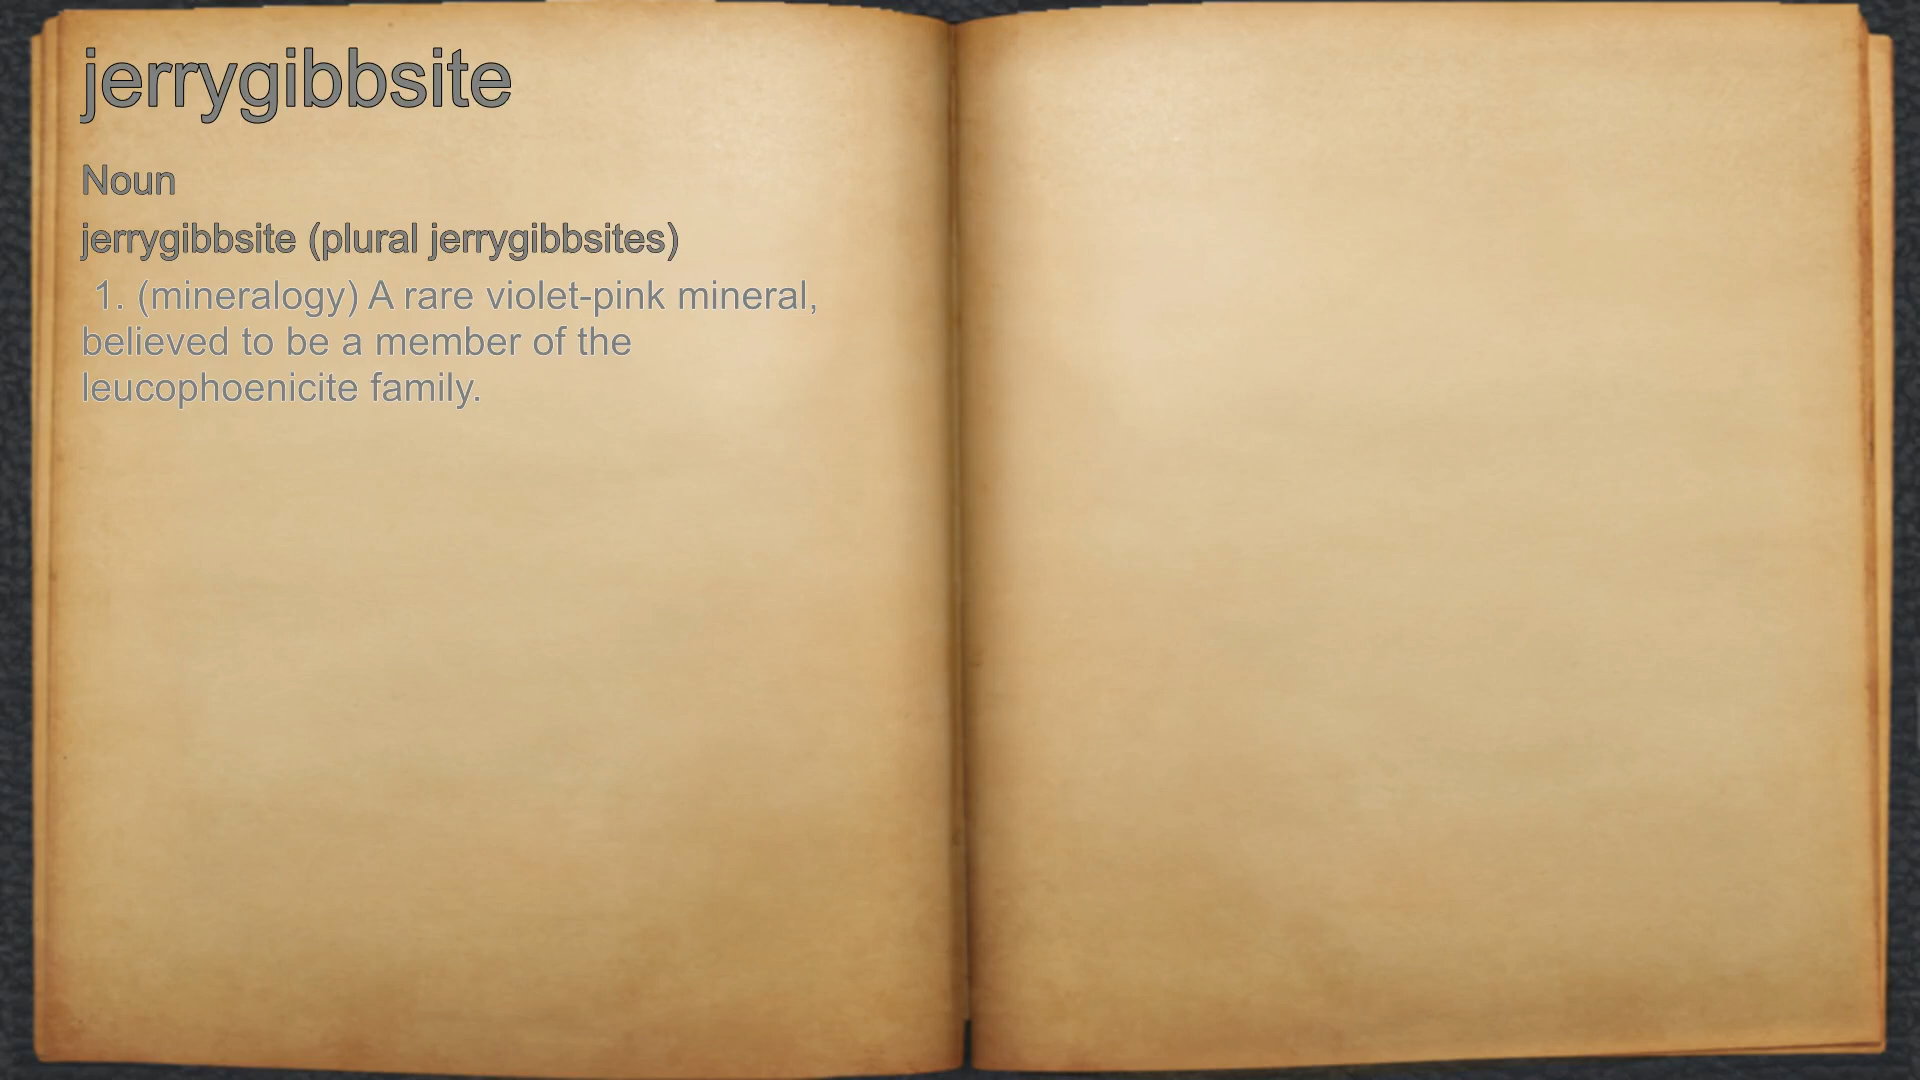 jerrygibbsite
Noun
jerrygibbsite (plural jerrygibbsites)
1. (mineralogy) A rare violet-pink mineral,
believed to be a member of the
leucophoenicite family.